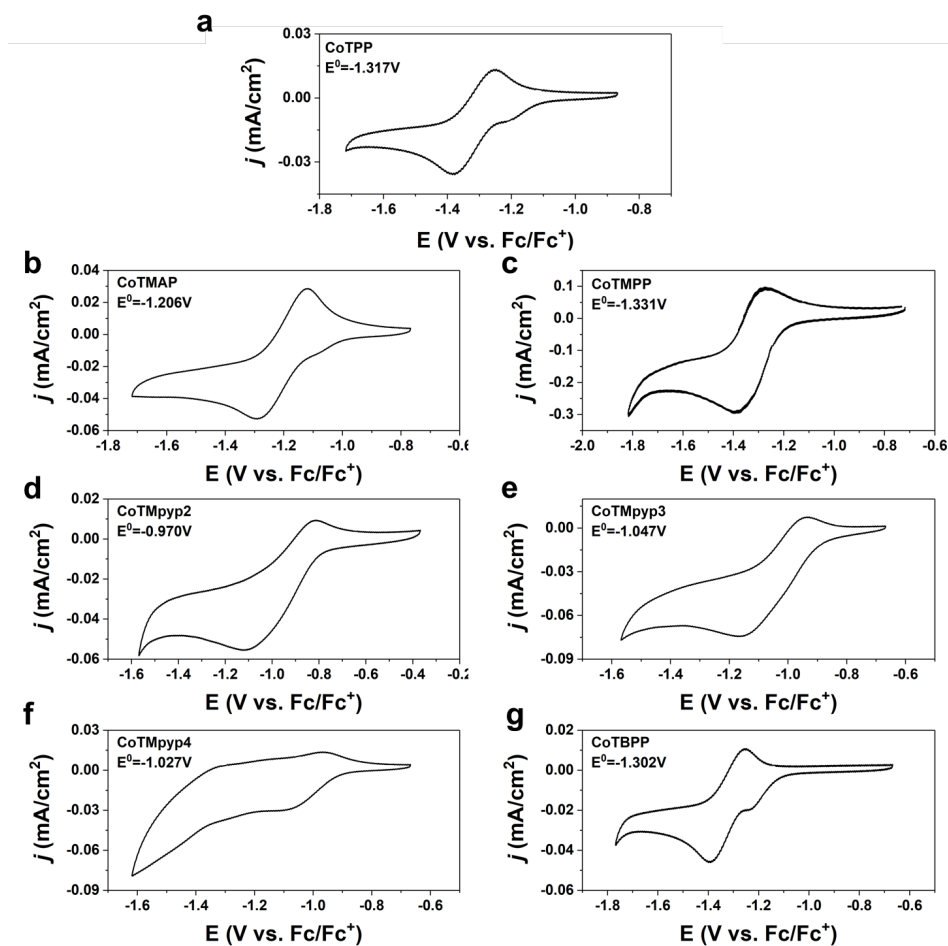 a
0.03
0.00
-0.03
j (mA/cm²)
CoTPP
E⁰=-1.317V
-1.8 -1.6 -1.4 -1.2 -1.0 -0.8
E (V vs. Fc/Fc⁺)
b
0.04
0.02
0.00
-0.02
-0.04
-0.06
j (mA/cm²)
CoTMAP
E⁰=-1.206V
-1.8 -1.6 -1.4 -1.2 -1.0 -0.8 -0.6
E (V vs. Fc/Fc⁺)
c
0.1
0.0
-0.1
-0.2
-0.3
j (mA/cm²)
CoTMPP
E⁰=-1.331V
-2.0 -1.8 -1.6 -1.4 -1.2 -1.0 -0.8 -0.6
E (V vs. Fc/Fc⁺)
d
0.02
0.00
-0.02
-0.04
-0.06
j (mA/cm²)
CoTMpyp2
E⁰=-0.970V
-1.6 -1.4 -1.2 -1.0 -0.8 -0.6 -0.4 -0.2
E (V vs. Fc/Fc⁺)
e
0.00
-0.03
-0.06
-0.09
j (mA/cm²)
CoTMpyp3
E⁰=-1.047V
-1.6 -1.4 -1.2 -1.0 -0.8 -0.6
E (V vs. Fc/Fc⁺)
f
0.03
0.00
-0.03
-0.06
-0.09
j (mA/cm²)
CoTMpyp4
E⁰=-1.027V
-1.6 -1.4 -1.2 -1.0 -0.8 -0.6
E (V vs. Fc/Fc⁺)
g
0.02
0.00
-0.02
-0.04
-0.06
j (mA/cm²)
CoTBPP
E⁰=-1.302V
-1.8 -1.6 -1.4 -1.2 -1.0 -0.8 -0.6
E (V vs. Fc/Fc⁺)